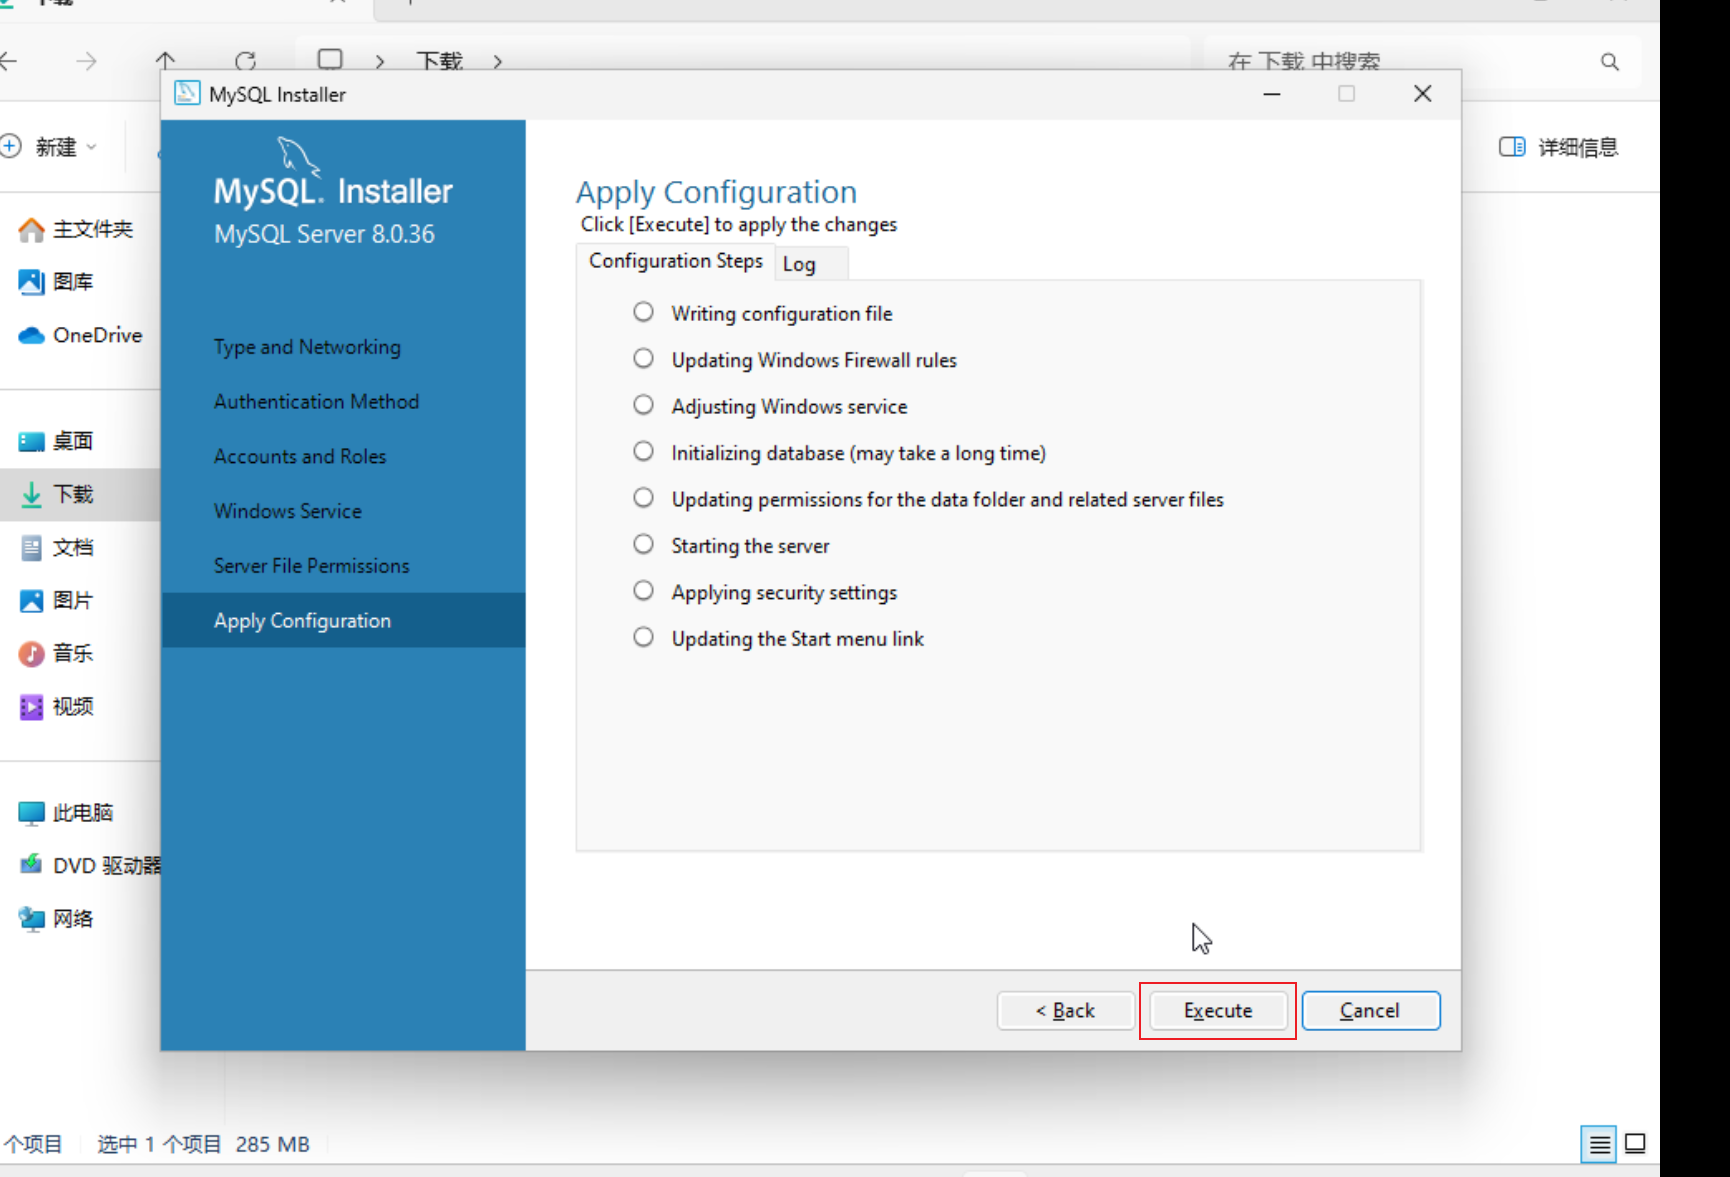 下载
在 下载 中搜索
新建
详细信息
主文件夹
图库
OneDrive
桌面
下载
文档
图片
音乐
视频
此电脑
DVD 驱动器
网络
MySQL Installer
MySQL. Installer
MySQL Server 8.0.36
Type and Networking
Authentication Method
Accounts and Roles
Windows Service
Server File Permissions
Apply Configuration
Apply Configuration
Click [Execute] to apply the changes
Configuration Steps
Log
Writing configuration file
Updating Windows Firewall rules
Adjusting Windows service
Initializing database (may take a long time)
Updating permissions for the data folder and related server files
Starting the server
Applying security settings
Updating the Start menu link
< Back
Execute
Cancel
个项目
选中 1 个项目 285 MB